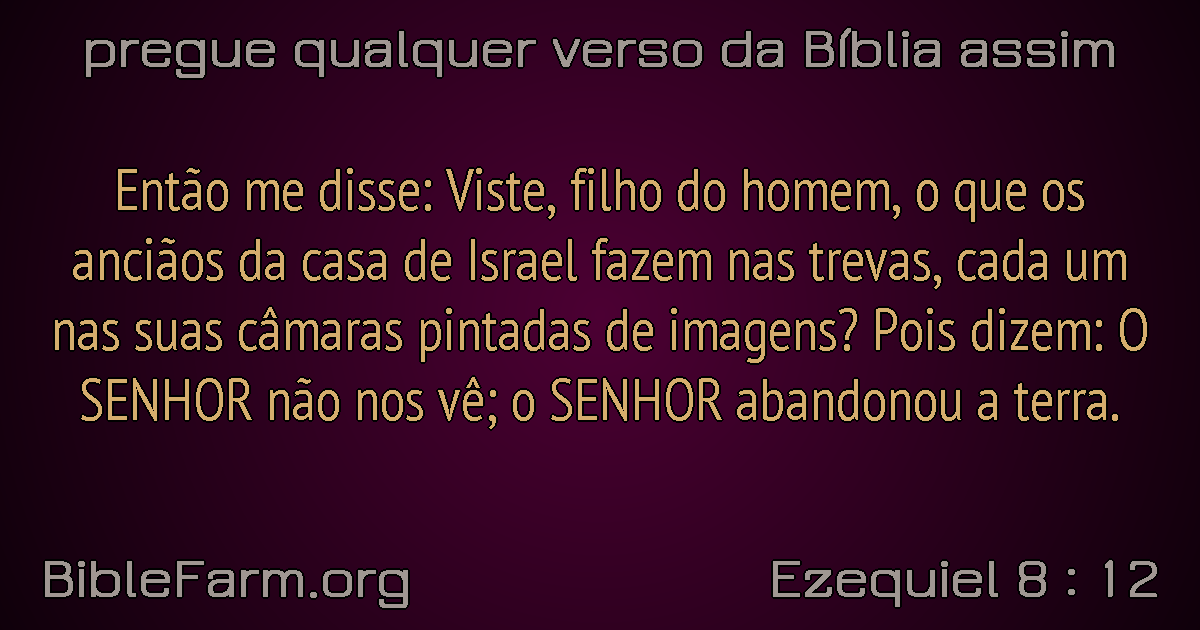 pregue qualquer verso da Bíblia assim
Então me disse: Viste, filho do homem, o que os
anciãos da casa de Israel fazem nas trevas, cada um
nas suas câmaras pintadas de imagens? Pois dizem: O
SENHOR não nos vê; o SENHOR abandonou a terra.
BibleFarm.org
Ezequiel 8 : 12